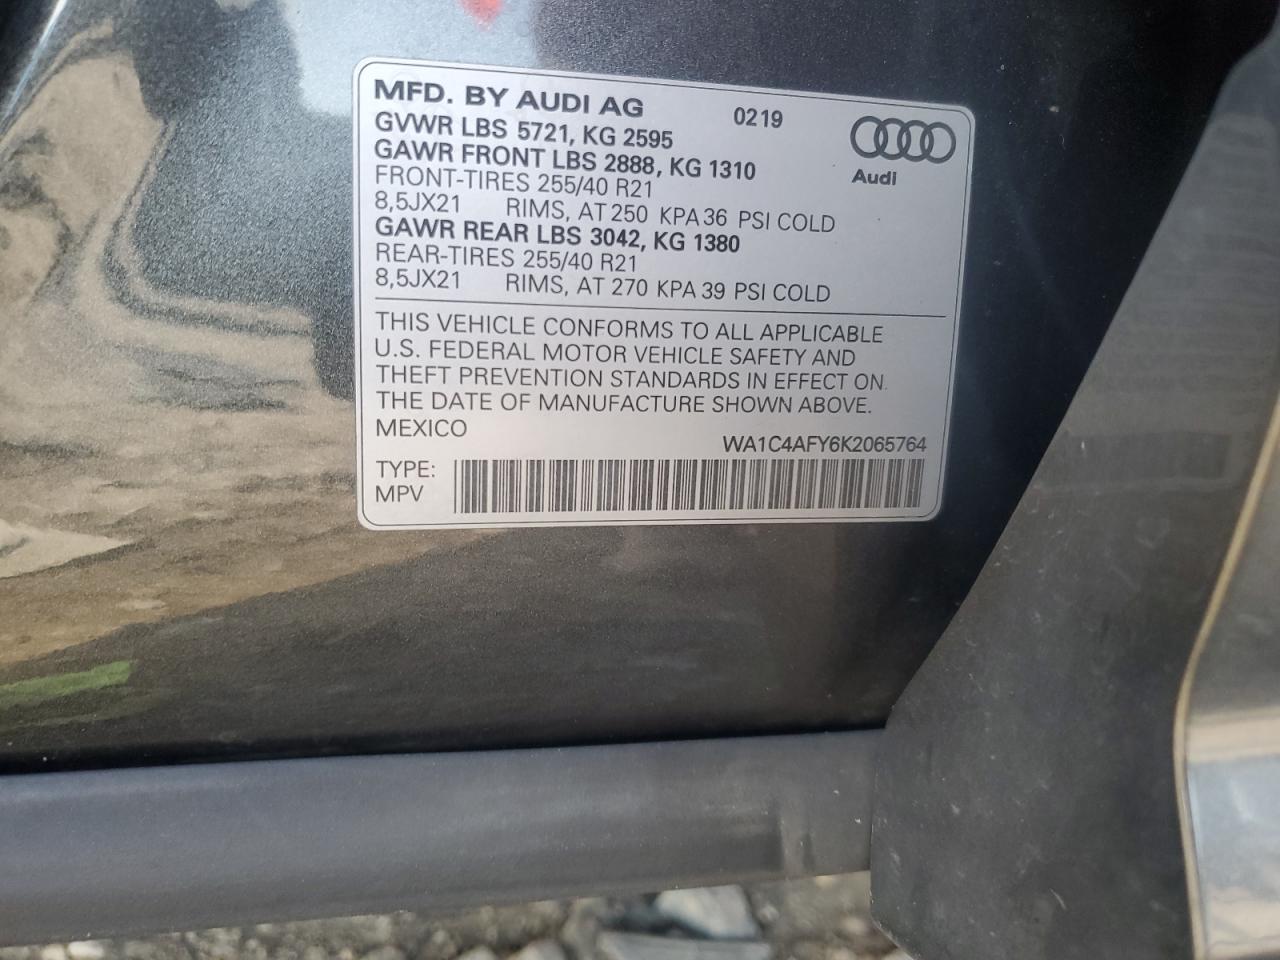 MFD. BY AUDI AG 0219
GVWR LBS 5721, KG 2595
GAWR FRONT LBS 2888, KG 1310
Audi
FRONT-TIRES 255/40 R21
8,5JX21 RIMS, AT 250 KPA 36 PSI COLD
GAWR REAR LBS 3042, KG 1380
REAR-TIRES 255/40 R21
8,5JX21 RIMS, AT 270 KPA 39 PSI COLD
THIS VEHICLE CONFORMS TO ALL APPLICABLE
U.S. FEDERAL MOTOR VEHICLE SAFETY AND
THEFT PREVENTION STANDARDS IN EFFECT ON
THE DATE OF MANUFACTURE SHOWN ABOVE.
MEXICO
WA1C4AFY6K2065764
TYPE:
MPV